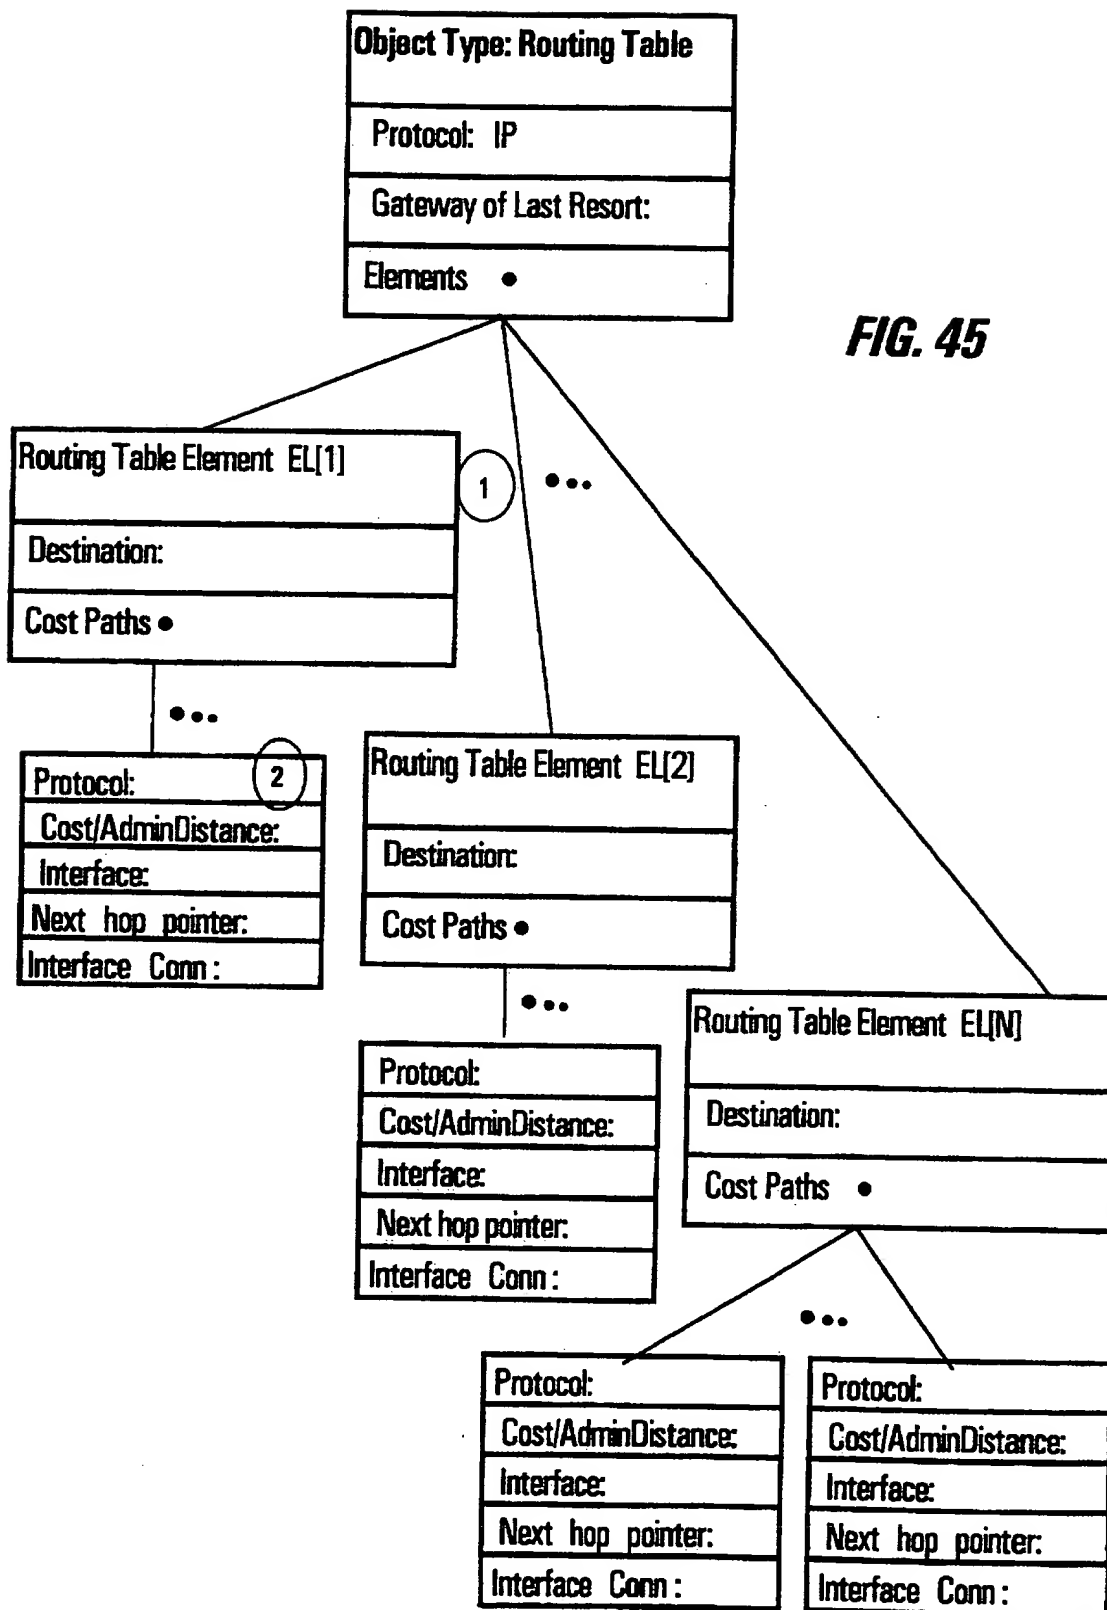 Object Type: Routing Table
Protocol: IP
Gateway of Last Resort:
Elements
FIG. 45
Routing Table Element EL[1]
1
Destination:
Cost Paths
Protocol:
2
Cost/AdminDistance:
Interface:
Next hop pointer:
Interface Conn :
Routing Table Element EL[2]
Destination:
Cost Paths
Protocol:
Cost/AdminDistance:
Interface:
Next hop pointer:
Interface Conn :
Routing Table Element EL[N]
Destination:
Cost Paths
Protocol:
Cost/AdminDistance:
Interface:
Next hop pointer:
Interface Conn :
Protocol:
Cost/AdminDistance:
Interface:
Next hop pointer:
Interface Conn :